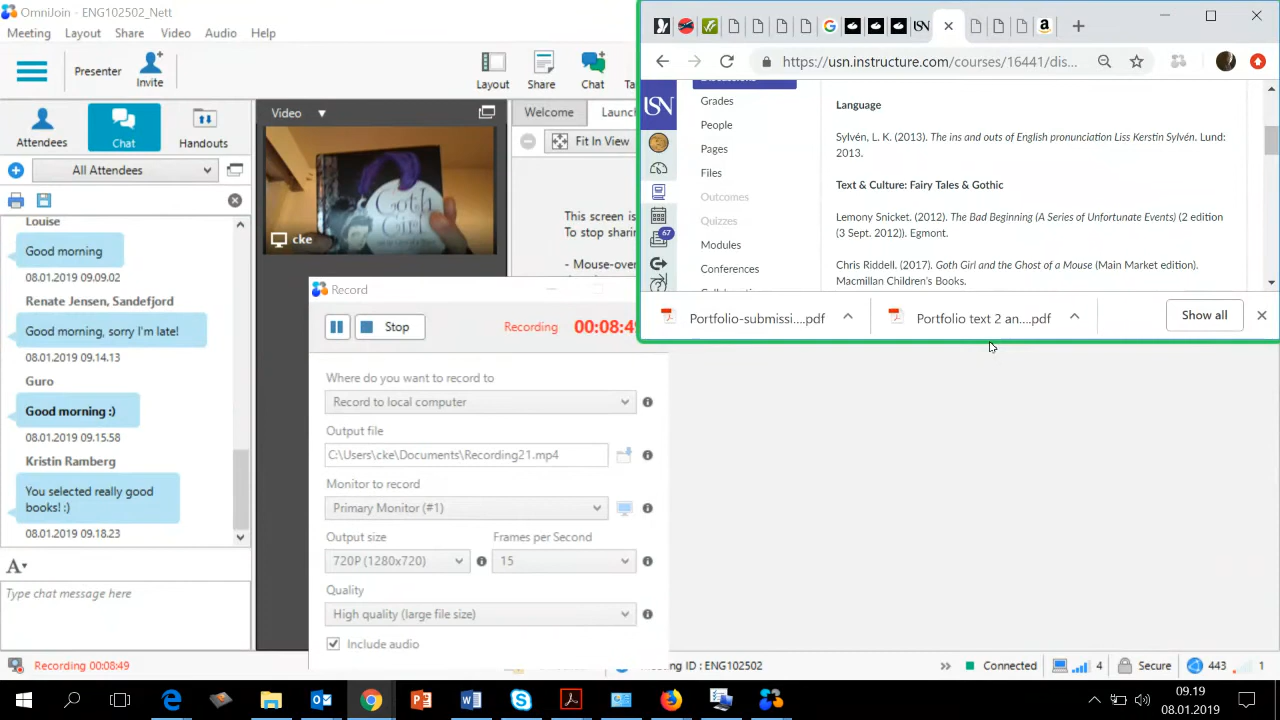 OmniJoin - ENG102502_Nett
Meeting Layout Share Video Audio Help
Presenter
Invite
Layout
Share
Chat
Attendees
Chat
Handouts
All Attendees
Louise
Good morning
08.01.2019 09.09.02
Renate Jensen, Sandefjord
Good morning, sorry I'm late!
08.01.2019 09.14.13
Guro
Good morning :)
08.01.2019 09.15.58
Kristin Ramberg
You selected really good
books! :)
08.01.2019 09.18.23
A
Type chat message here
Recording 00:08:49
Video
Goth
Girl
cke
Welcome
Fit In View
This screen is
To stop sharin
- Mouse-over
Record
Stop
Recording
00:08:49
Where do you want to record to
Record to local computer
Output file
C:\Users\cke\Documents\Recording21.mp4
Monitor to record
Primary Monitor (#1)
Output size
Frames per Second
720P (1280x720)
15
Quality
High quality (large file size)
Include audio
https://usn.instructure.com/courses/16441/dis...
USN
Grades
People
Pages
Files
Outcomes
Quizzes
Modules
Conferences
67
Language
Sylvén, L. K. (2013). The ins and outs of English pronunciation Liss Kerstin Sylvén. Lund:
2013.
Text & Culture: Fairy Tales & Gothic
Lemony Snicket. (2012). The Bad Beginning (A Series of Unfortunate Events) (2 edition
(3 Sept. 2012)). Egmont.
Chris Riddell. (2017). Goth Girl and the Ghost of a Mouse (Main Market edition).
Macmillan Children's Books.
Portfolio-submissi....pdf
Portfolio text 2 an....pdf
Show all
ENG102502
Connected
4
Secure
443
1
09.19
08.01.2019